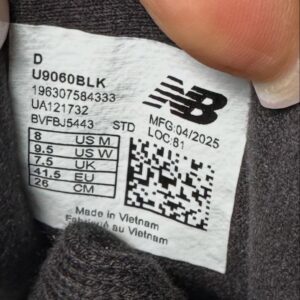 D
U9060BLK
196307584333
UA121732
BVFBJ5443 STD
MFG:04/2025
LOC:81
8 US M
9.5 US W
7.5 UK
41.5 EU
26 CM
Made in Vietnam
Fabriqué au Vietnam